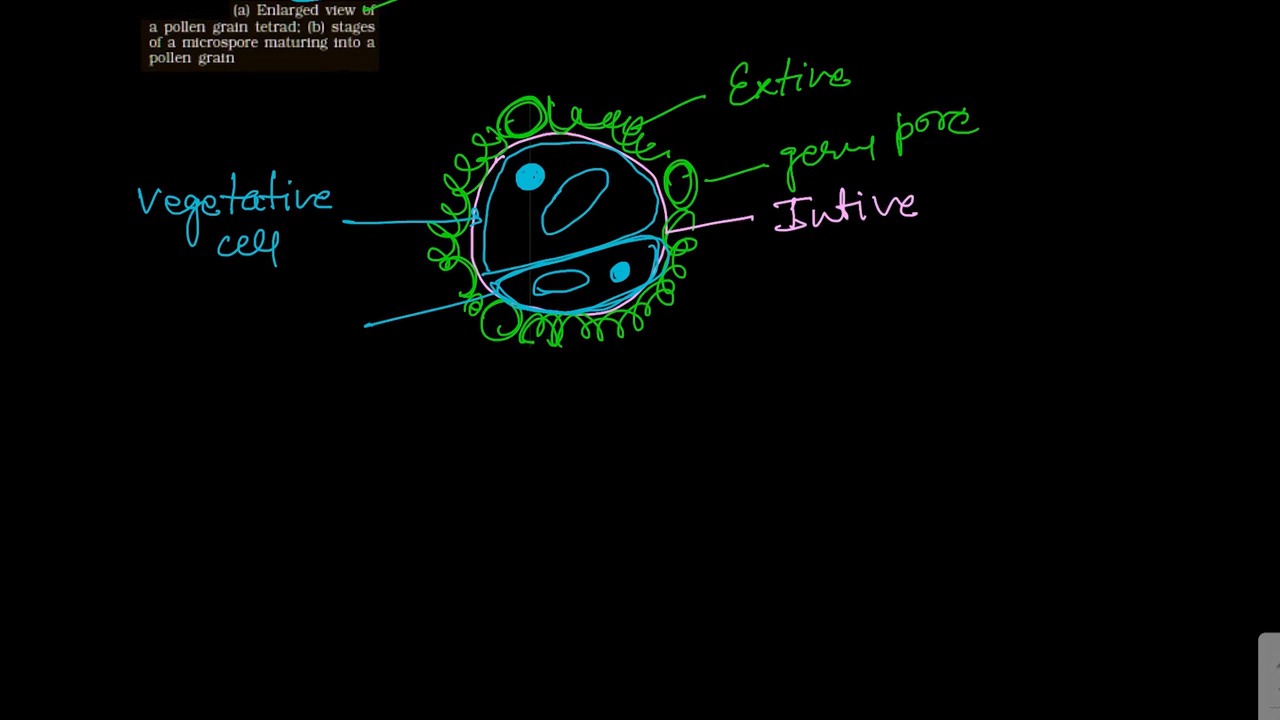 (a) Enlarged view of
a pollen grain tetrad; (b) stages
of a microspore maturing into a
pollen grain
Extine
germ pore
vegetative
cell
Intine